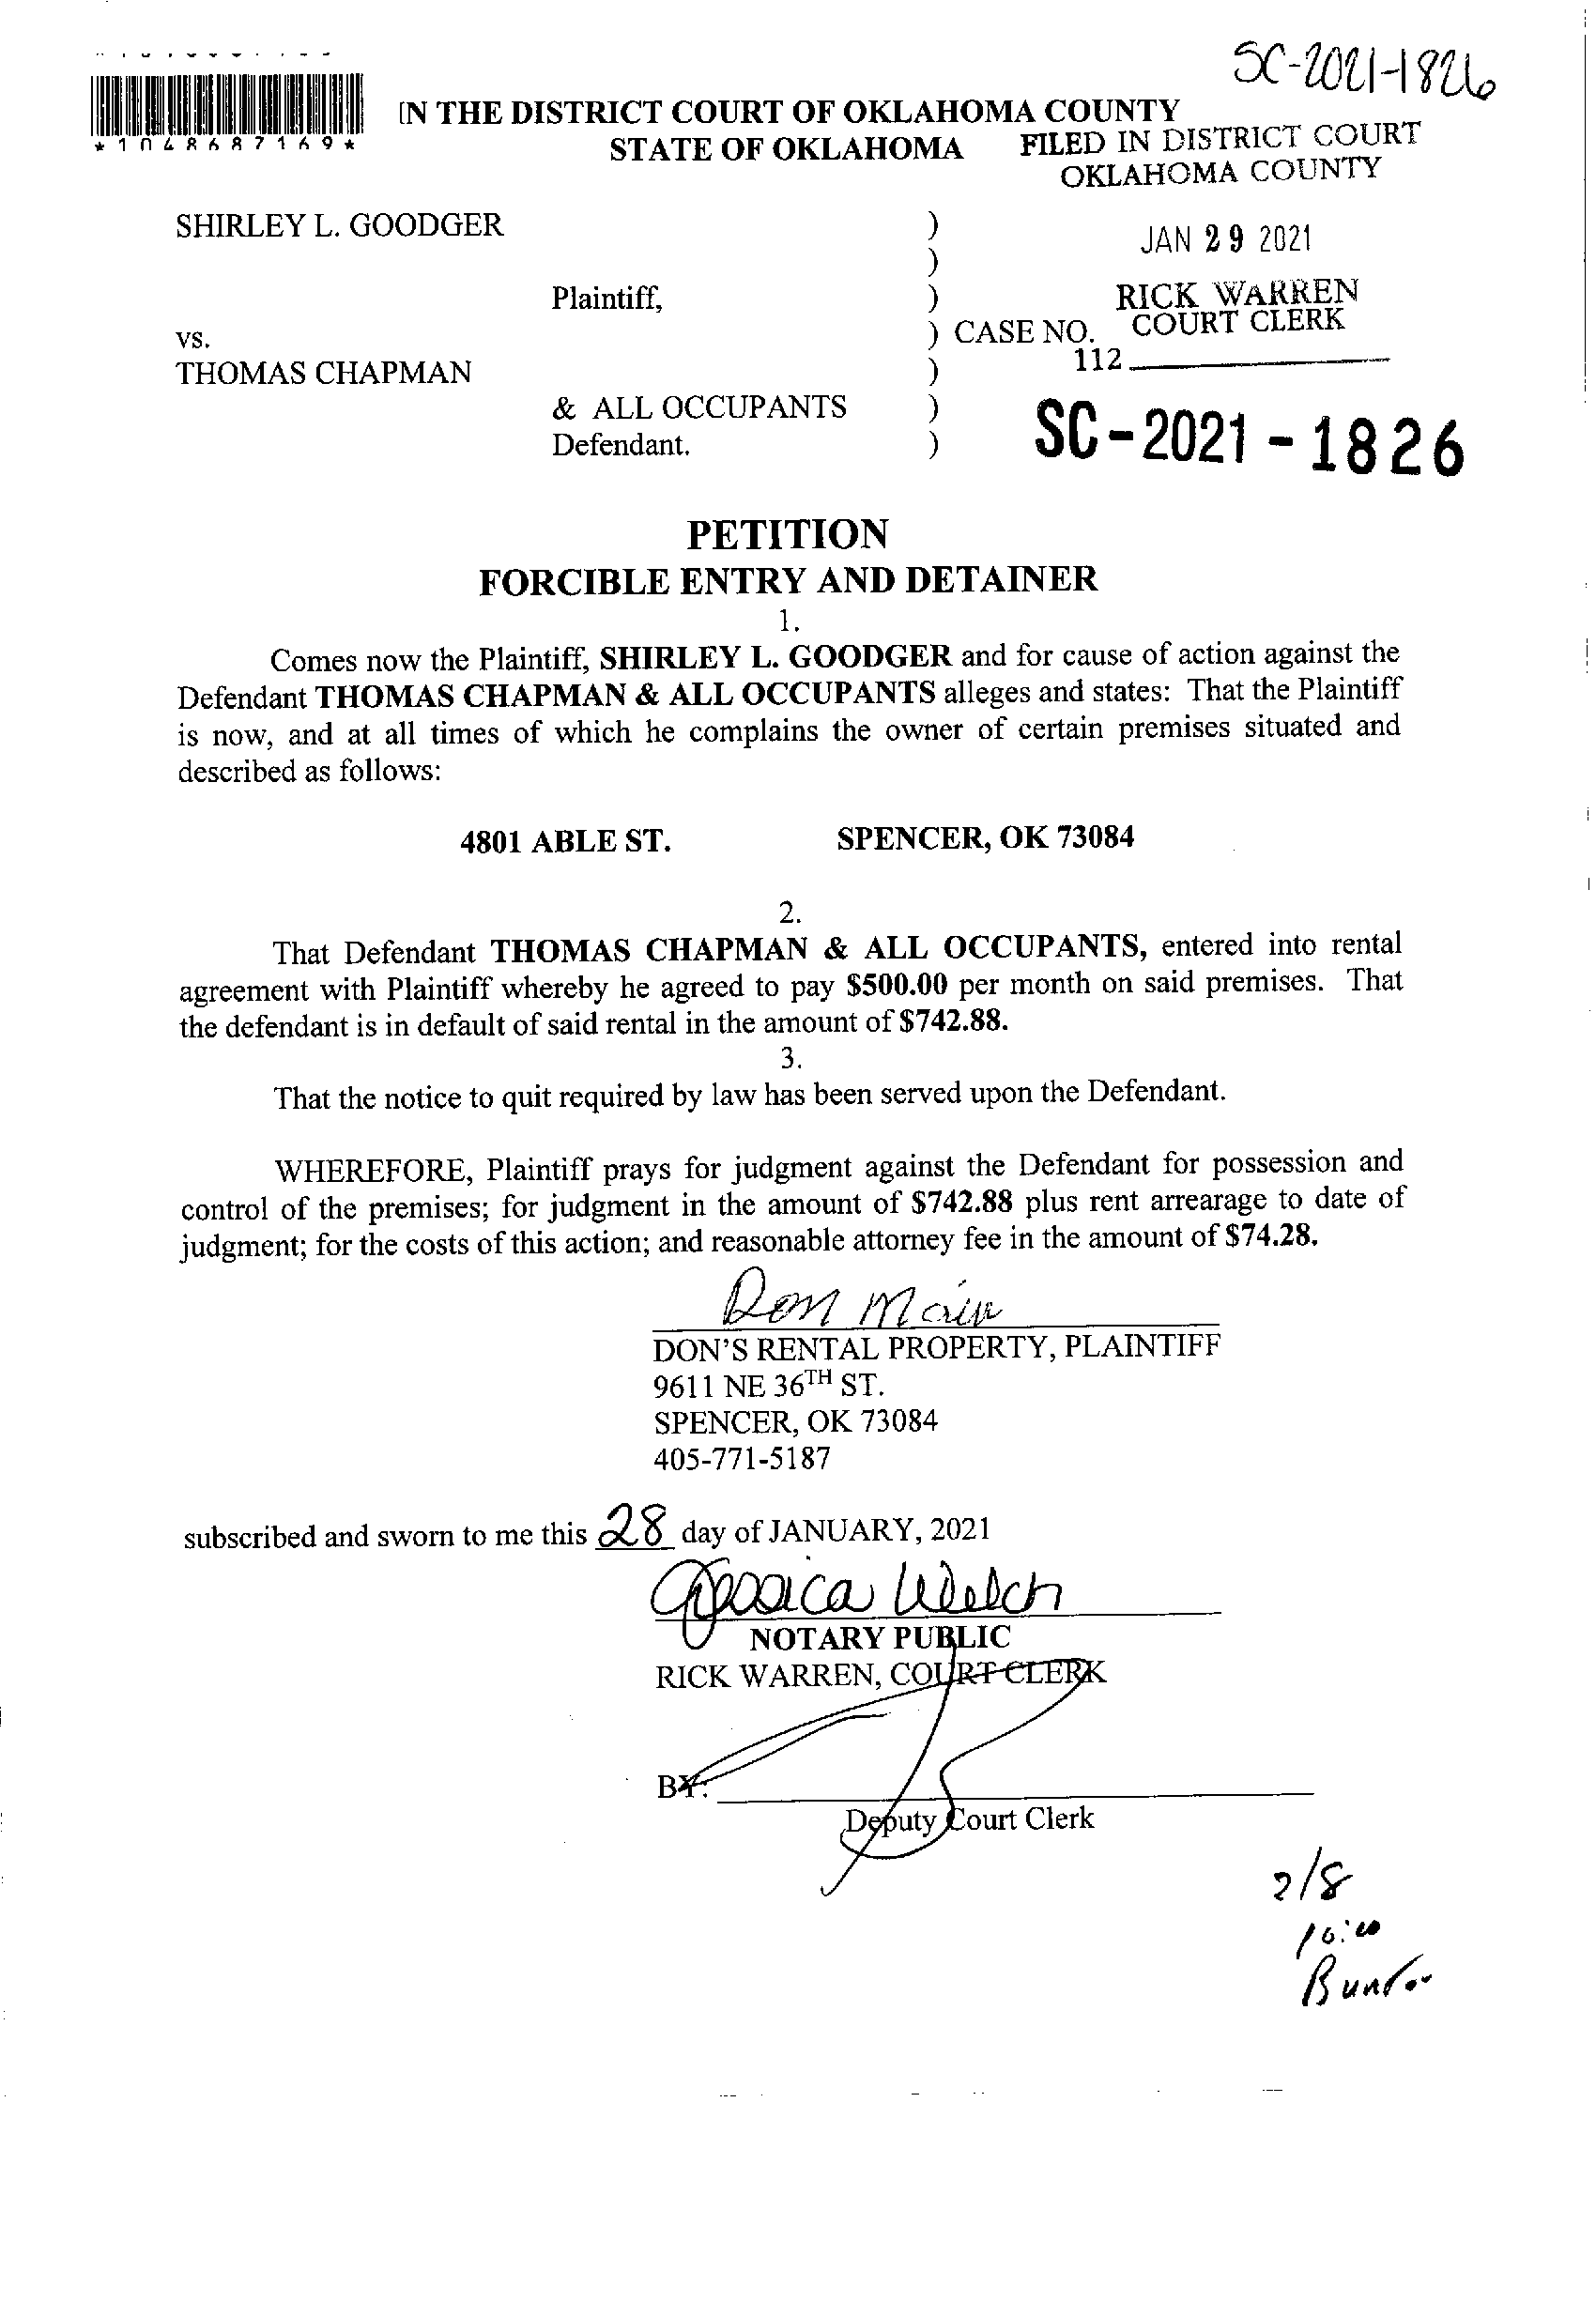 SC-2021-1826
IN THE DISTRICT COURT OF OKLAHOMA COUNTY
STATE OF OKLAHOMA
FILED IN DISTRICT COURT
OKLAHOMA COUNTY
*1048687169*
SHIRLEY L. GOODGER )
)
JAN 29 2021
Plaintiff, )
RICK WARREN
COURT CLERK
vs. ) CASE NO.
THOMAS CHAPMAN )
112
& ALL OCCUPANTS )
Defendant. )
SC-2021-1826
PETITION
FORCIBLE ENTRY AND DETAINER
1.
Comes now the Plaintiff, SHIRLEY L. GOODGER and for cause of action against the
Defendant THOMAS CHAPMAN & ALL OCCUPANTS alleges and states: That the Plaintiff
is now, and at all times of which he complains the owner of certain premises situated and
described as follows:
4801 ABLE ST. SPENCER, OK 73084
2.
That Defendant THOMAS CHAPMAN & ALL OCCUPANTS, entered into rental
agreement with Plaintiff whereby he agreed to pay $500.00 per month on said premises. That
the defendant is in default of said rental in the amount of $742.88.
3.
That the notice to quit required by law has been served upon the Defendant.
WHEREFORE, Plaintiff prays for judgment against the Defendant for possession and
control of the premises; for judgment in the amount of $742.88 plus rent arrearage to date of
judgment; for the costs of this action; and reasonable attorney fee in the amount of $74.28.
Don Main
DON'S RENTAL PROPERTY, PLAINTIFF
9611 NE 36TH ST.
SPENCER, OK 73084
405-771-5187
subscribed and sworn to me this 28 day of JANUARY, 2021
Jessica Welch
NOTARY PUBLIC
RICK WARREN, COURT CLERK
BY:
Deputy Court Clerk
2/8
10:00